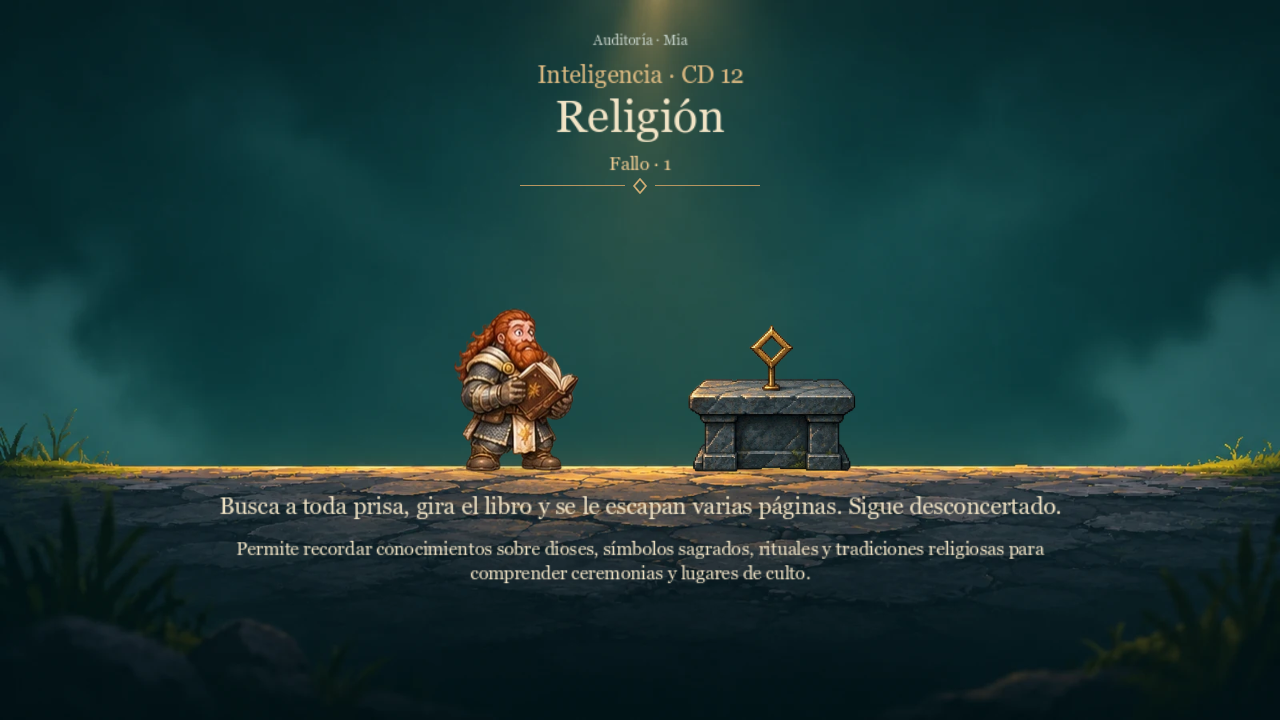 Auditoría · Mia
Inteligencia · CD 12
Religión
Fallo · 1
Busca a toda prisa, gira el libro y se le escapan varias páginas. Sigue desconcertado.
Permite recordar conocimientos sobre dioses, símbolos sagrados, rituales y tradiciones religiosas para
comprender ceremonias y lugares de culto.